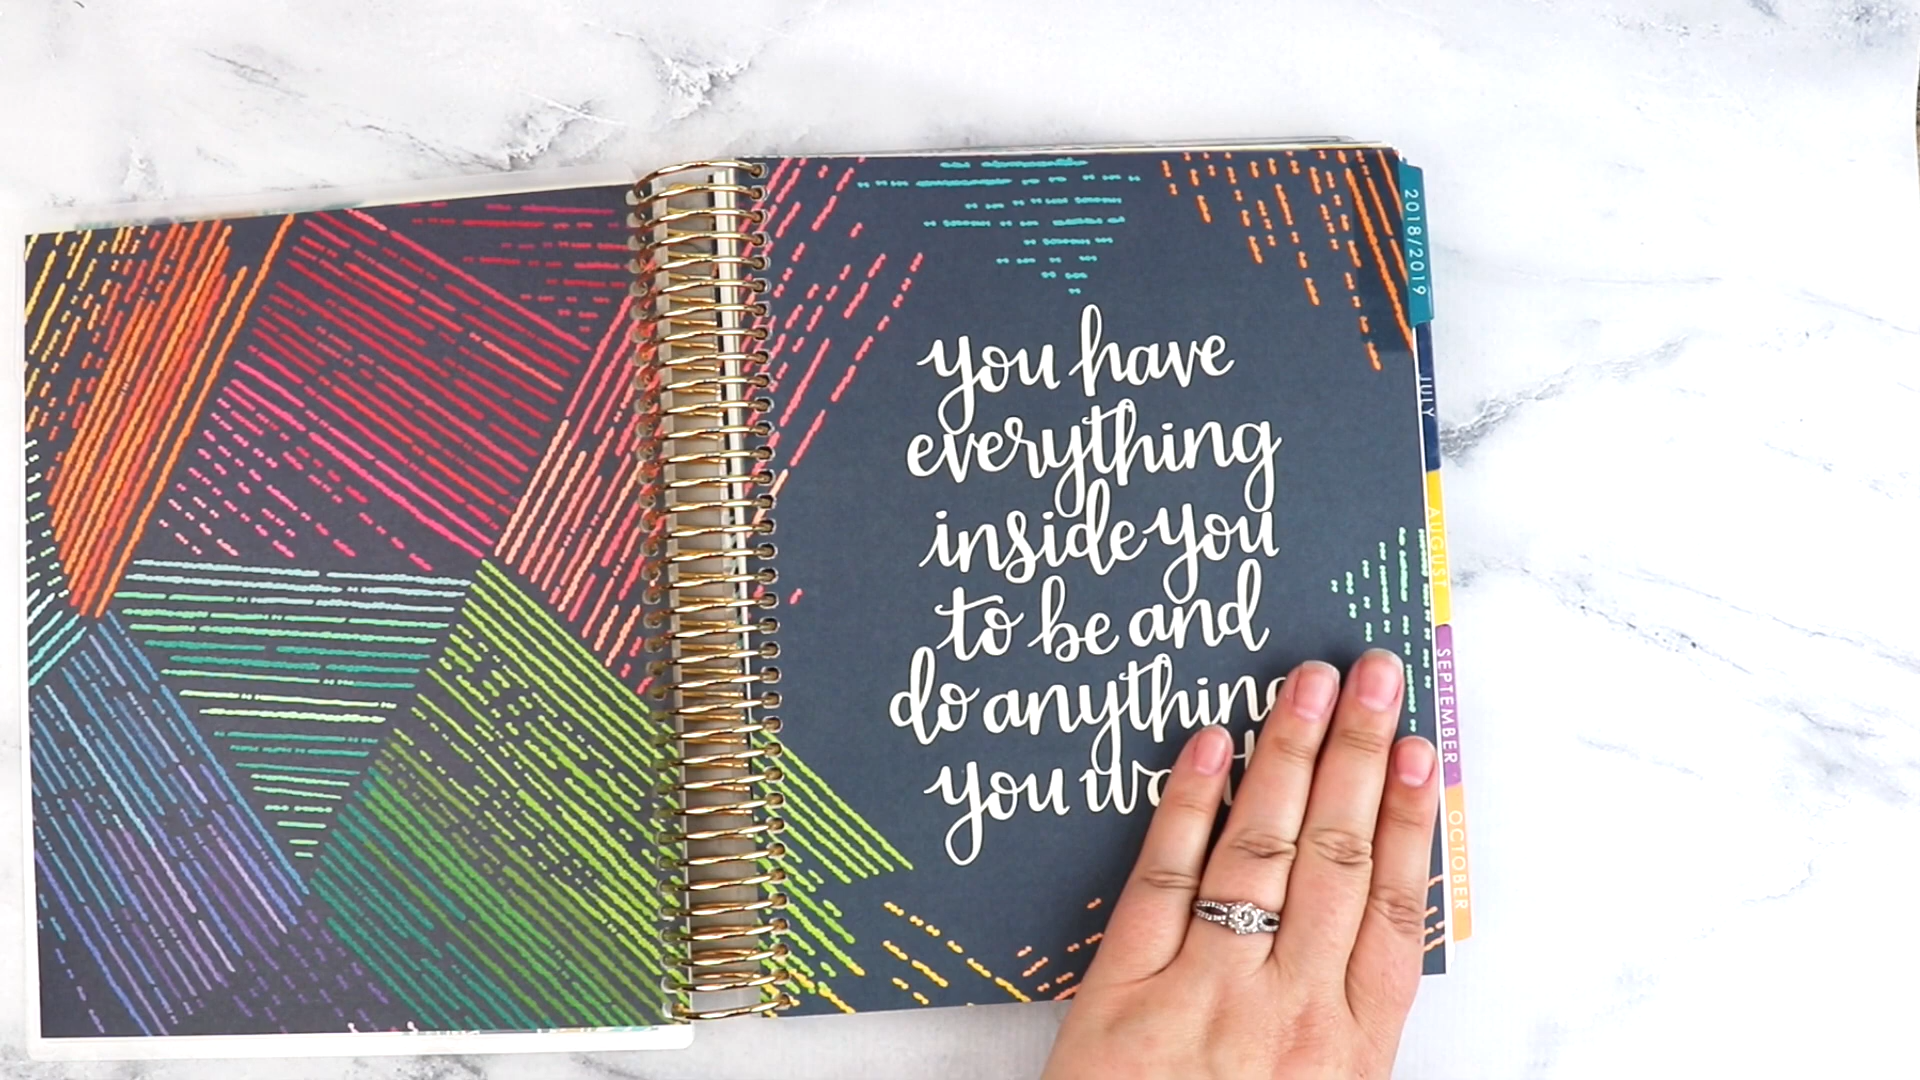 you have
everything
inside you
to be and
do anything
you
2018/2019
JULY
AUGUST
SEPTEMBER
OCTOBER